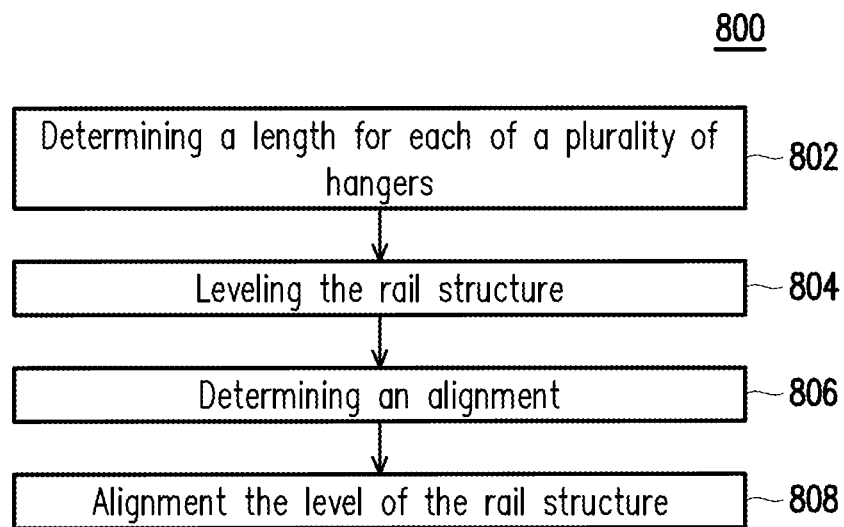 800
Determining a length for each of a plurality of
hangers
802
Leveling the rail structure
804
Determining an alignment
806
Alignment the level of the rail structure
808